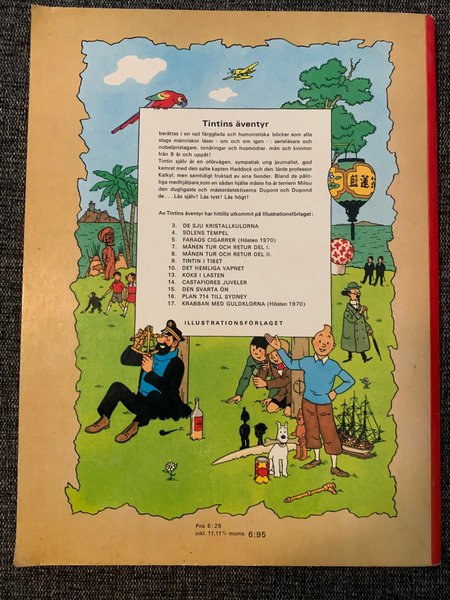 Tintins äventyr
berättas i en rad färgglada och humoristiska böcker som alla
slags människor läser - om och om igen - : serieläsare och
nobelpristagare, tonåringar och husmödrar, män och kvinnor
från 9 år och uppåt!
Tintin själv är en oförvägen, sympatisk ung journalist, god
kamrat med den salte kapten Haddock och den lärde professor
Kalkyl, men samtidigt fruktad av sina fiender. Bland de pålit-
liga medhjälpare,som en sådan hjälte måste ha är terriern Milou
den dugligaste och mästerdetektiverna Dupont och Dupond
de . . . Läs själv! Läs tyst! Läs högt!
Av Tintins äventyr har hittills utkommit på Illustrationsförlaget:
3. DE SJU KRISTALLKULORNA
4. SOLENS TEMPEL
5. FARAOS CIGARRER (Hösten 1970)
7. MÅNEN TUR OCH RETUR DEL I.
8. MÅNEN TUR OCH RETUR DEL II.
9. TINTIN I TIBET
10. DET HEMLIGA VAPNET
13. KOKS I LASTEN
14. CASTAFIORES JUVELER
15. DEN SVARTA ÖN
16. PLAN 714 TILL SYDNEY
17. KRABBAN MED GULDKLORNA (Hösten 1970)
ILLUSTRATIONSFÖRLAGET
Pris 6:25
inkl. 11,11% moms. 6:95